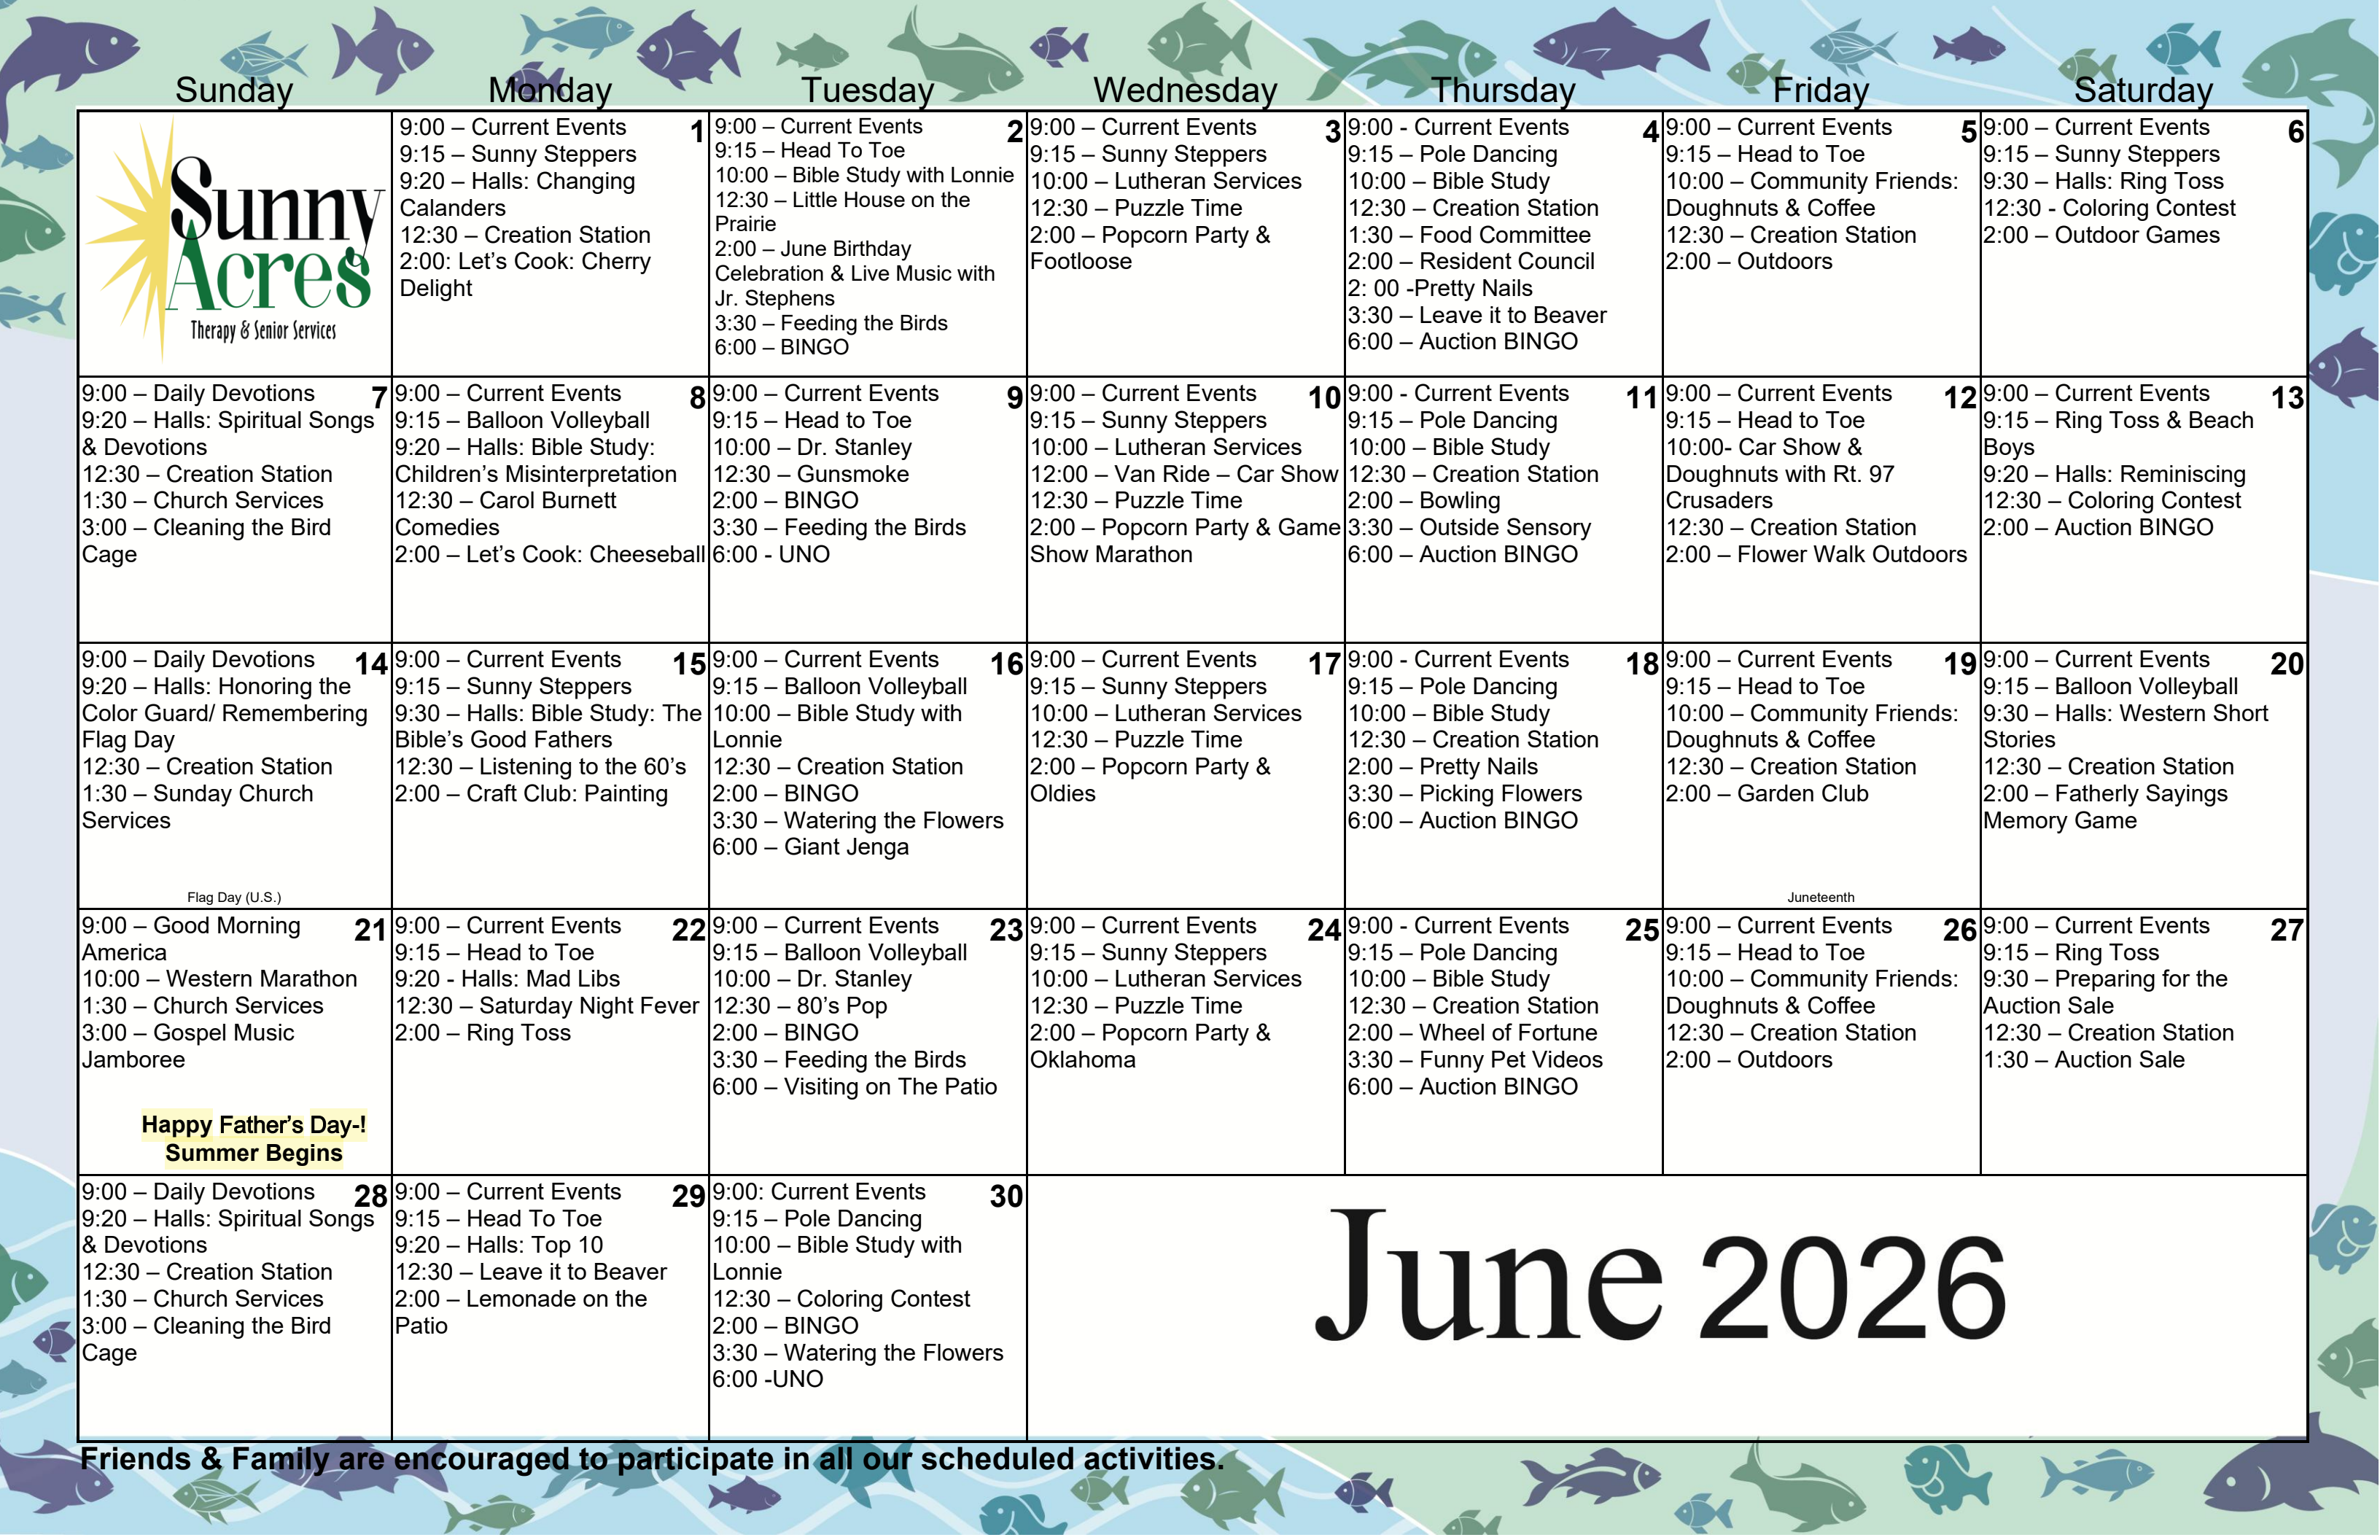 Sunday Monday Tuesday Wednesday Thursday Friday Saturday
Sunny
Acres
Therapy & Senior Services
1
9:00 – Current Events
9:15 – Sunny Steppers
9:20 – Halls: Changing
Calanders
12:30 – Creation Station
2:00: Let’s Cook: Cherry
Delight
2
9:00 – Current Events
9:15 – Head To Toe
10:00 – Bible Study with Lonnie
12:30 – Little House on the
Prairie
2:00 – June Birthday
Celebration & Live Music with
Jr. Stephens
3:30 – Feeding the Birds
6:00 – BINGO
3
9:00 – Current Events
9:15 – Sunny Steppers
10:00 – Lutheran Services
12:30 – Puzzle Time
2:00 – Popcorn Party &
Footloose
4
9:00 - Current Events
9:15 – Pole Dancing
10:00 – Bible Study
12:30 – Creation Station
1:30 – Food Committee
2:00 – Resident Council
2: 00 -Pretty Nails
3:30 – Leave it to Beaver
6:00 – Auction BINGO
5
9:00 – Current Events
9:15 – Head to Toe
10:00 – Community Friends:
Doughnuts & Coffee
12:30 – Creation Station
2:00 – Outdoors
6
9:00 – Current Events
9:15 – Sunny Steppers
9:30 – Halls: Ring Toss
12:30 - Coloring Contest
2:00 – Outdoor Games
7
9:00 – Daily Devotions
9:20 – Halls: Spiritual Songs
& Devotions
12:30 – Creation Station
1:30 – Church Services
3:00 – Cleaning the Bird
Cage
8
9:00 – Current Events
9:15 – Balloon Volleyball
9:20 – Halls: Bible Study:
Children’s Misinterpretation
12:30 – Carol Burnett
Comedies
2:00 – Let’s Cook: Cheeseball
9
9:00 – Current Events
9:15 – Head to Toe
10:00 – Dr. Stanley
12:30 – Gunsmoke
2:00 – BINGO
3:30 – Feeding the Birds
6:00 - UNO
10
9:00 – Current Events
9:15 – Sunny Steppers
10:00 – Lutheran Services
12:00 – Van Ride – Car Show
12:30 – Puzzle Time
2:00 – Popcorn Party & Game
Show Marathon
11
9:00 - Current Events
9:15 – Pole Dancing
10:00 – Bible Study
12:30 – Creation Station
2:00 – Bowling
3:30 – Outside Sensory
6:00 – Auction BINGO
12
9:00 – Current Events
9:15 – Head to Toe
10:00- Car Show &
Doughnuts with Rt. 97
Crusaders
12:30 – Creation Station
2:00 – Flower Walk Outdoors
13
9:00 – Current Events
9:15 – Ring Toss & Beach
Boys
9:20 – Halls: Reminiscing
12:30 – Coloring Contest
2:00 – Auction BINGO
14
9:00 – Daily Devotions
9:20 – Halls: Honoring the
Color Guard/ Remembering
Flag Day
12:30 – Creation Station
1:30 – Sunday Church
Services
Flag Day (U.S.)
15
9:00 – Current Events
9:15 – Sunny Steppers
9:30 – Halls: Bible Study: The
Bible’s Good Fathers
12:30 – Listening to the 60’s
2:00 – Craft Club: Painting
16
9:00 – Current Events
9:15 – Balloon Volleyball
10:00 – Bible Study with
Lonnie
12:30 – Creation Station
2:00 – BINGO
3:30 – Watering the Flowers
6:00 – Giant Jenga
17
9:00 – Current Events
9:15 – Sunny Steppers
10:00 – Lutheran Services
12:30 – Puzzle Time
2:00 – Popcorn Party &
Oldies
18
9:00 - Current Events
9:15 – Pole Dancing
10:00 – Bible Study
12:30 – Creation Station
2:00 – Pretty Nails
3:30 – Picking Flowers
6:00 – Auction BINGO
19
9:00 – Current Events
9:15 – Head to Toe
10:00 – Community Friends:
Doughnuts & Coffee
12:30 – Creation Station
2:00 – Garden Club
Juneteenth
20
9:00 – Current Events
9:15 – Balloon Volleyball
9:30 – Halls: Western Short
Stories
12:30 – Creation Station
2:00 – Fatherly Sayings
Memory Game
21
9:00 – Good Morning
America
10:00 – Western Marathon
1:30 – Church Services
3:00 – Gospel Music
Jamboree
Happy Father’s Day-!
Summer Begins
22
9:00 – Current Events
9:15 – Head to Toe
9:20 - Halls: Mad Libs
12:30 – Saturday Night Fever
2:00 – Ring Toss
23
9:00 – Current Events
9:15 – Balloon Volleyball
10:00 – Dr. Stanley
12:30 – 80’s Pop
2:00 – BINGO
3:30 – Feeding the Birds
6:00 – Visiting on The Patio
24
9:00 – Current Events
9:15 – Sunny Steppers
10:00 – Lutheran Services
12:30 – Puzzle Time
2:00 – Popcorn Party &
Oklahoma
25
9:00 - Current Events
9:15 – Pole Dancing
10:00 – Bible Study
12:30 – Creation Station
2:00 – Wheel of Fortune
3:30 – Funny Pet Videos
6:00 – Auction BINGO
26
9:00 – Current Events
9:15 – Head to Toe
10:00 – Community Friends:
Doughnuts & Coffee
12:30 – Creation Station
2:00 – Outdoors
27
9:00 – Current Events
9:15 – Ring Toss
9:30 – Preparing for the
Auction Sale
12:30 – Creation Station
1:30 – Auction Sale
28
9:00 – Daily Devotions
9:20 – Halls: Spiritual Songs
& Devotions
12:30 – Creation Station
1:30 – Church Services
3:00 – Cleaning the Bird
Cage
29
9:00 – Current Events
9:15 – Head To Toe
9:20 – Halls: Top 10
12:30 – Leave it to Beaver
2:00 – Lemonade on the
Patio
30
9:00: Current Events
9:15 – Pole Dancing
10:00 – Bible Study with
Lonnie
12:30 – Coloring Contest
2:00 – BINGO
3:30 – Watering the Flowers
6:00 -UNO
June 2026
Friends & Family are encouraged to participate in all our scheduled activities.